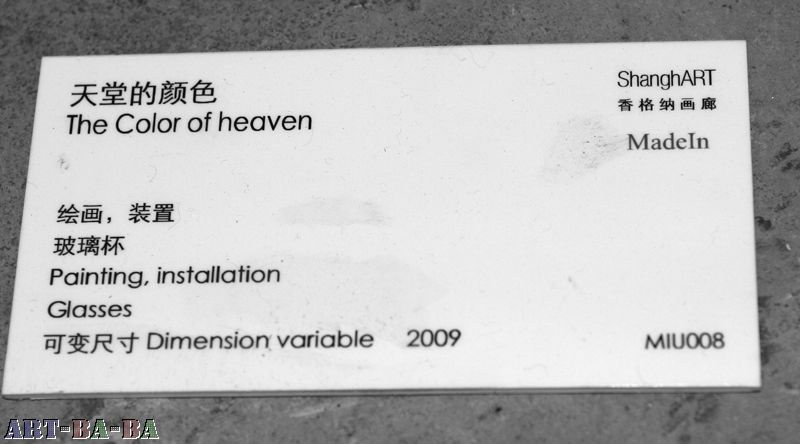 天堂的颜色
The Color of heaven
ShanghART
香格纳画廊
MadeIn
绘画，装置
玻璃杯
Painting, installation
Glasses
可变尺寸 Dimension variable 2009
MIU008
ART-BA-BA